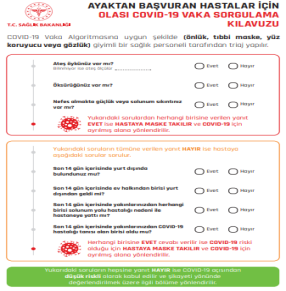 AYAKTAN BAŞVURAN HASTALAR İÇİN
OLASI COVID-19 VAKA SORGULAMA
KILAVUZU
T.C. SAĞLIK BAKANLIĞI
COVID-19 Vaka Algoritmasına uygun şekilde (önlük, tıbbi maske, yüz
koruyucu veya gözlük) giyimli bir sağlık personeli tarafından triaj yapılır.
Ateş öyküsü var mı?
Evet Hayır
Öksürüğünüz var mı?
Evet Hayır
Nefes almakta güçlük veya solunum sıkıntınız
var mı?
Evet Hayır
Yukarıdaki sorulardan herhangi birisine yanıt
EVET ise HASTAYA MASKE TAKILIR ve COVID-19 için
ayrılmış alana yönlendirilir.
Yukarıdaki soruların tümüne verilen yanıt HAYIR ise hastaya
aşağıdaki sorular sorulur.
Son 14 gün içerisinde yurt dışında
bulundunuz mu?
Evet Hayır
Son 14 gün içerisinde ev halkından birisi yurt
dışından geldi mi?
Evet Hayır
Son 14 gün içerisinde yakınlarınızdan herhangi
birisi solunum yolu hastalığı nedeni ile
hastaneye yattı mı?
Evet Hayır
Son 14 gün içerisinde yakınlarınızdan COVID-19
hastalığı tanısı alan birisi oldu mu?
Evet Hayır
Herhangi birisine EVET cevabı verilir ise COVID-19 riski
olduğu için HASTAYA MASKE TAKILIR ve COVID-19 için
ayrılmış alana yönlendirilir.
Yukarıdaki soruların hepsine yanıt HAYIR ise COVID-19 açısından
düşük riskli olarak kabul edilir ve şikayeti yönünde
değerlendirilmek üzere ilgili bölüme yönlendirilir.